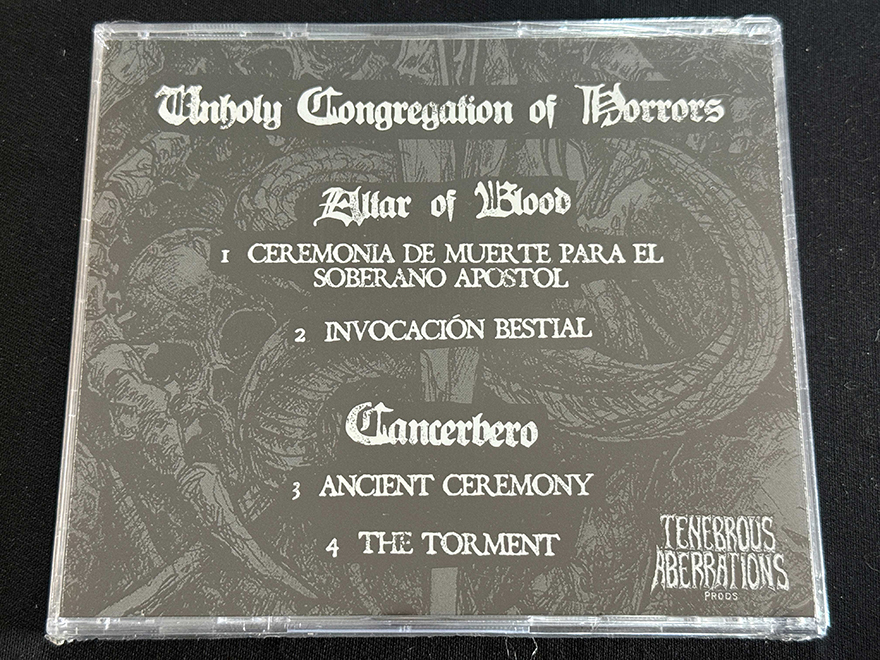 Unholy Congregation of Horrors
Altar of Blood
1 CEREMONIA DE MUERTE PARA EL
SOBERANO APOSTOL
2 INVOCACIÓN BESTIAL
Cancerbero
3 ANCIENT CEREMONY
4 THE TORMENT
TENEBROUS
ABERRATIONS
PRODS